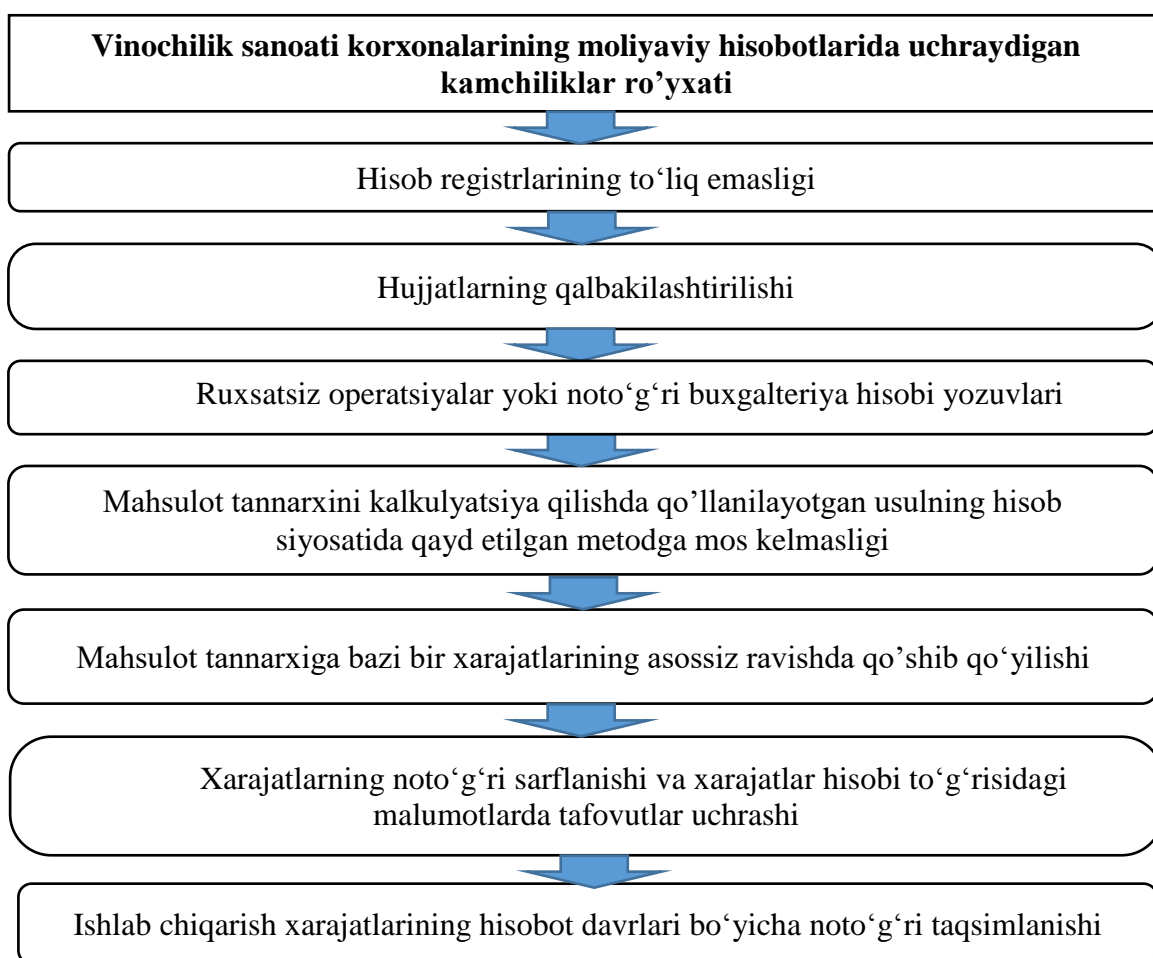 Vinochilik sanoati korxonalarining moliyaviy hisobotlarida uchraydigan
kamchiliklar ro’yxati
Hisob registrlarining to‘liq emasligi
Hujjatlarning qalbakilashtirilishi
Ruxsatsiz operatsiyalar yoki noto‘g‘ri buxgalteriya hisobi yozuvlari
Mahsulot tannarxini kalkulyatsiya qilishda qo’llanilayotgan usulning hisob
siyosatida qayd etilgan metodga mos kelmasligi
Mahsulot tannarxiga bazi bir xarajatlarining asossiz ravishda qo’shib qo‘yilishi
Xarajatlarning noto‘g‘ri sarflanishi va xarajatlar hisobi to‘g‘risidagi
malumotlarda tafovutlar uchrashi
Ishlab chiqarish xarajatlarining hisobot davrlari bo‘yicha noto‘g‘ri taqsimlanishi